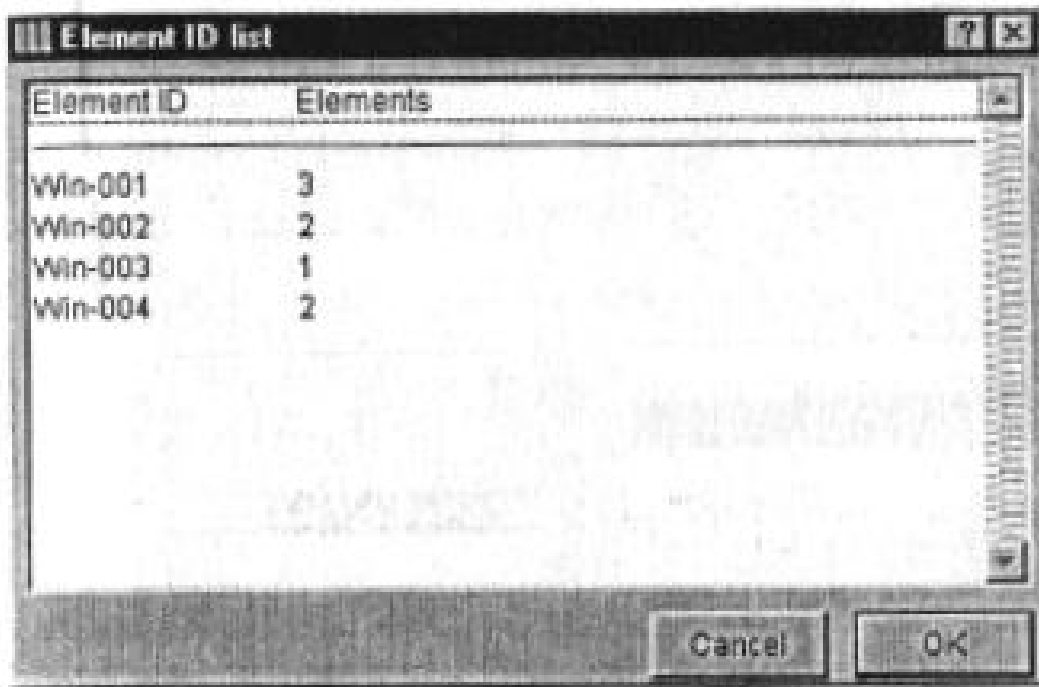 Element ID list
Element ID Elements
Win-001 3
Win-002 2
Win-003 1
Win-004 2
Cancel OK